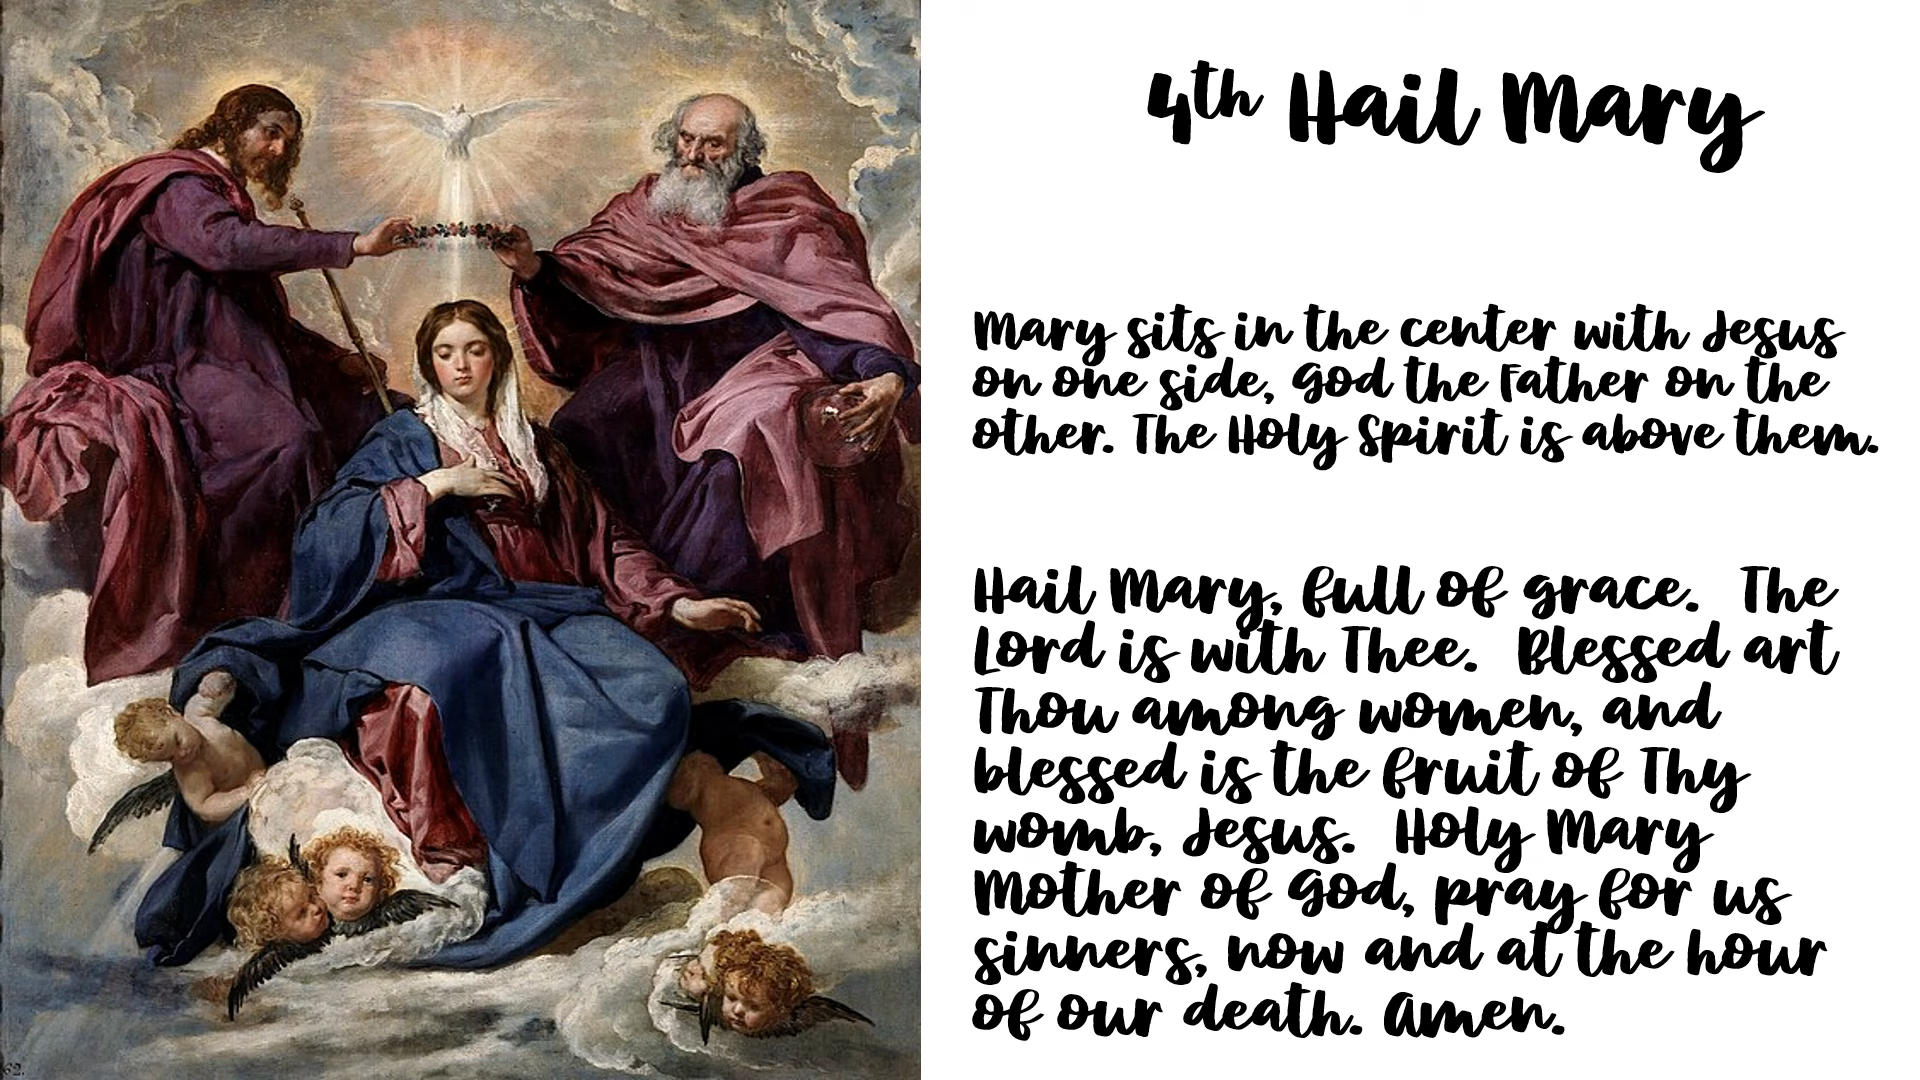 4th Hail Mary
Mary sits in the center with Jesus
on one side, God the Father on the
other. The Holy Spirit is above them.
Hail Mary, full of grace. The
Lord is with Thee. Blessed art
Thou among women, and
blessed is the fruit of Thy
womb, Jesus. Holy Mary
Mother of God, pray for us
sinners, now and at the hour
of our death. Amen.
62.